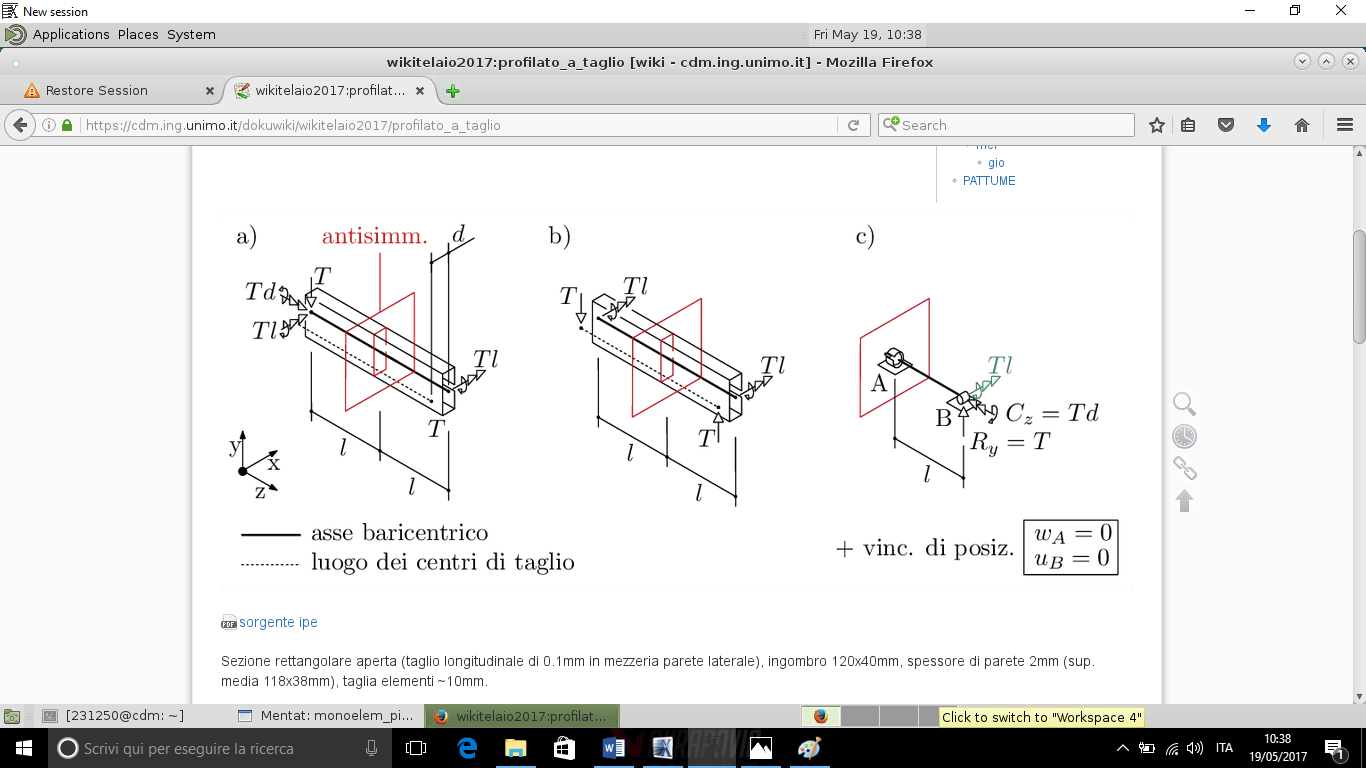 New session
Applications Places System
Fri May 19, 10:38
wikitelaio2017:profilato_a_taglio [wiki - cdm.ing.unimo.it] - Mozilla Firefox
Restore Session
wikitelaio2017:profilat...
https://cdm.ing.unimo.it/dokuwiki/wikitelaio2017/profilato_a_taglio
Search
gio
PATTUME
a)
antisimm.
d
b)
c)
T
Td
Tl
Tl
T
l
l
y
x
z
T
Tl
Tl
T
l
l
A
B
Tl
C_z = Td
R_y = T
l
asse baricentrico
luogo dei centri di taglio
+ vinc. di posiz.
w_A = 0
u_B = 0
sorgente ipe
Sezione rettangolare aperta (taglio longitudinale di 0.1mm in mezzeria parete laterale), ingombro 120x40mm, spessore di parete 2mm (sup.
media 118x38mm), taglia elementi ~10mm.
[231250@cdm: ~]
Mentat: monoelem_pi...
wikitelaio2017:profilat...
Click to switch to "Workspace 4"
Scrivi qui per eseguire la ricerca
ITA
10:38
19/05/2017
1